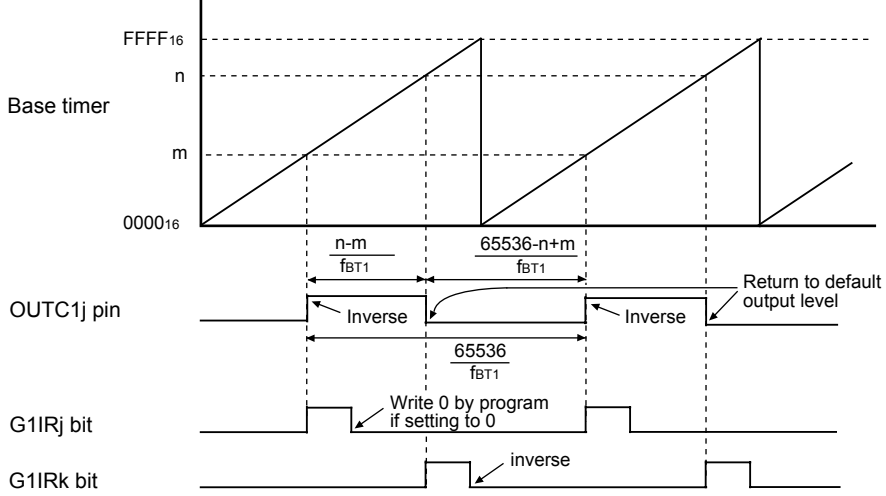 FFFF16
n
Base timer
m
000016
n-m
fBT1
65536-n+m
fBT1
Return to default
output level
OUTC1j pin
Inverse
Inverse
65536
fBT1
Write 0 by program
if setting to 0
G1IRj bit
inverse
G1IRk bit